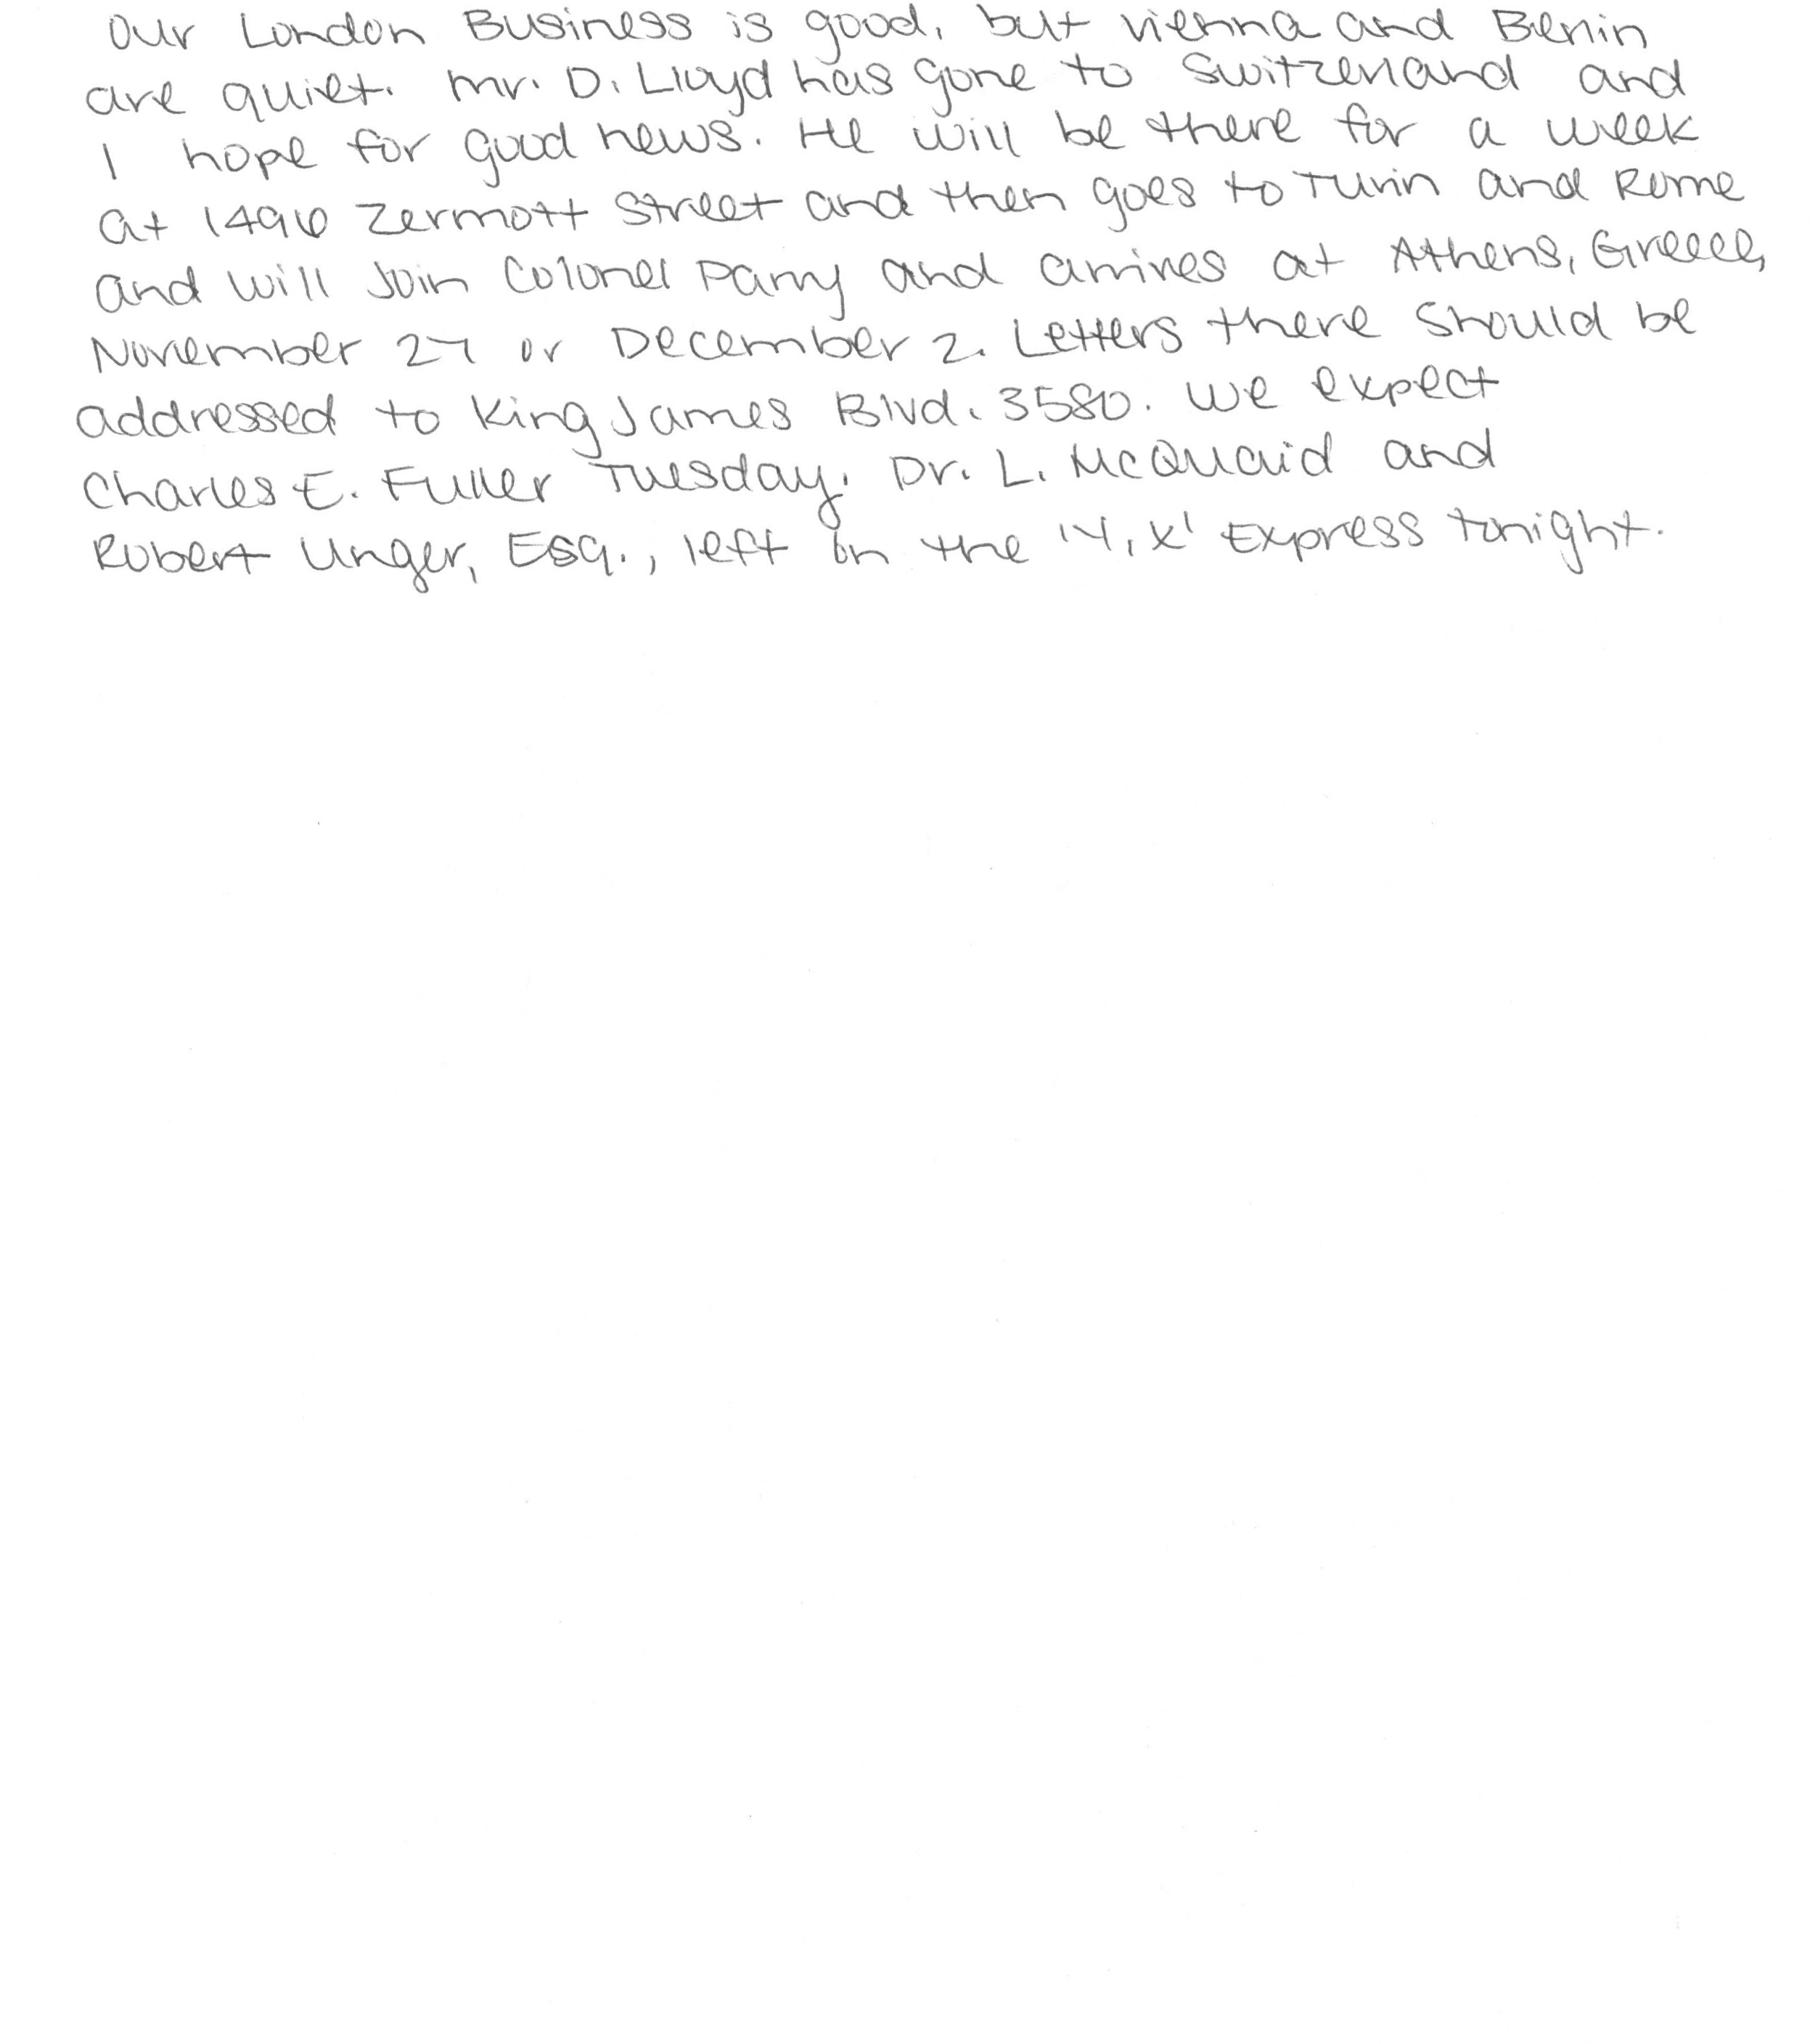 Our London Business is good, but Vienna and Berlin
are quiet. Mr. D. Lloyd has gone to Switzerland and
I hope for good news. He will be there for a week
at 1496 Zermott Street and then goes to Turin and Rome
and will join Colonel Parry and arrives at Athens, Greece,
November 27 or December 2. Letters there should be
addressed to King James Blvd. 3580. We expect
Charles E. Fuller Tuesday. Dr. L. McQuaid and
Robert Unger, Esq., left on the 'Y.X' Express tonight.